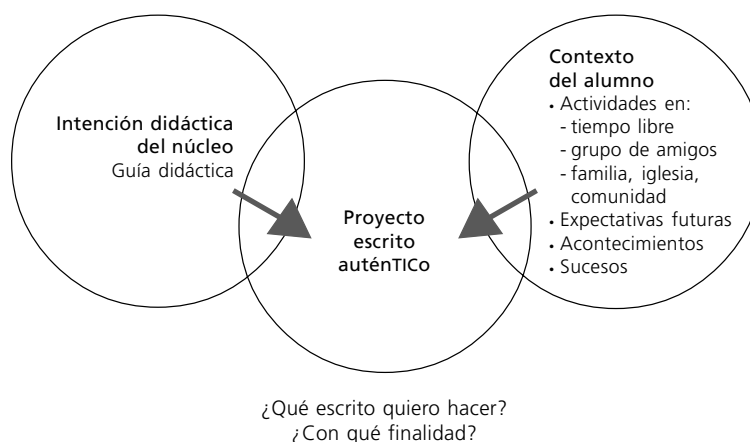 Intención didáctica
del núcleo
Guía didáctica
Proyecto
escrito
auténTICo
Contexto
del alumno
• Actividades en:
- tiempo libre
- grupo de amigos
- familia, iglesia,
comunidad
• Expectativas futuras
• Acontecimientos
• Sucesos
¿Qué escrito quiero hacer?
¿Con qué finalidad?